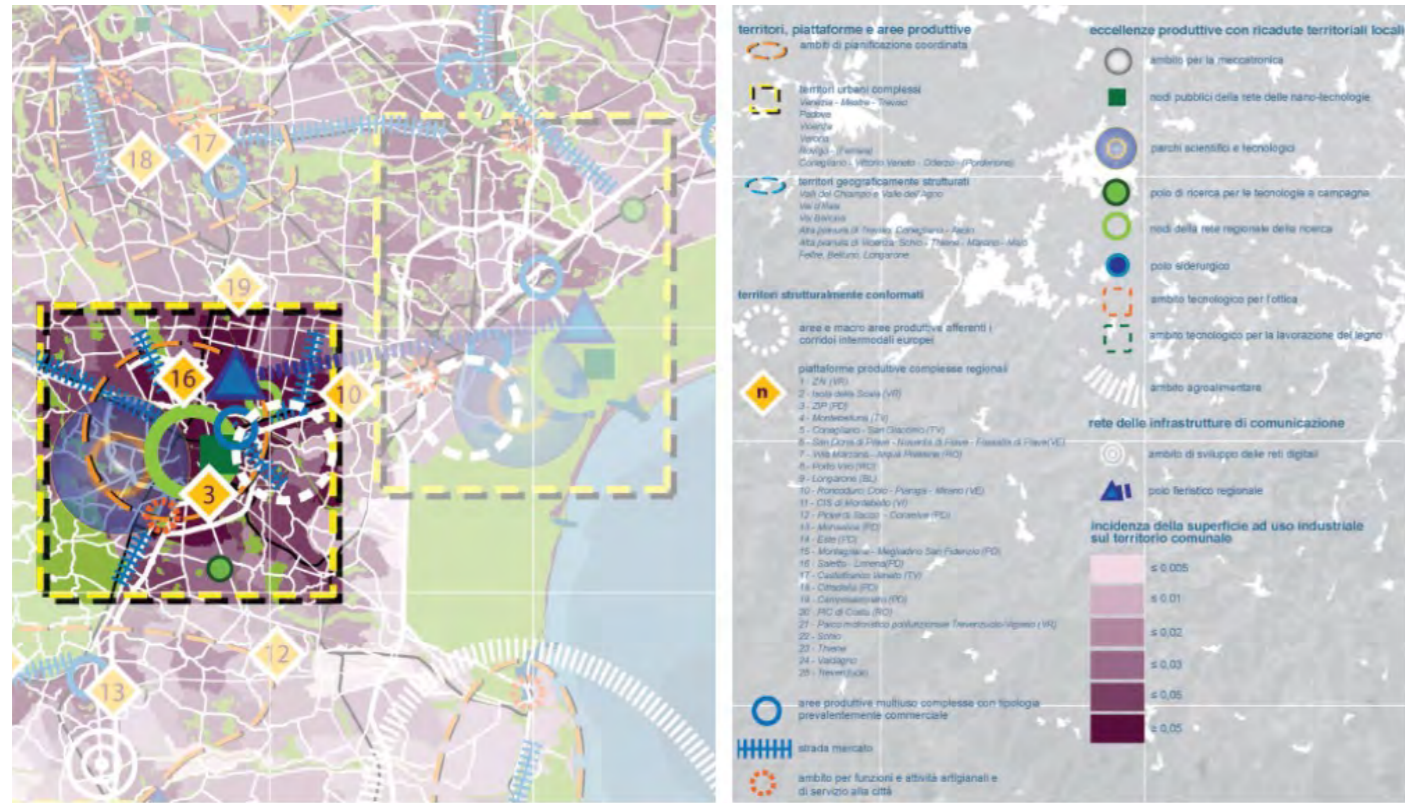 18
17
19
16
10
3
12
13
territori, piattaforme e aree produttive
ambiti di pianificazione coordinata
territori urbani complessi
Venezia - Mestre - Treviso
Padova
Vicenza
Verona
Rovigo - (Ferrara)
Conegliano - Vittorio Veneto - Oderzo - (Pordenone)
territori geograficamente strutturati
Valli del Chiampo e Valle dell'Agno
Val d'Illasi
Val Belluna
Alta pianura di Treviso: Conegliano - Asolo
Alta pianura di Vicenza: Schio - Thiene - Marano - Malo
Feltre, Belluno, Longarone
territori strutturalmente conformati
area e macro aree produttive afferenti i
corridoi intermodali europei
n
piattaforme produttive complesse regionali
1 - ZAI (VR)
2 - Isola della Scala (VR)
3 - ZIP (PD)
4 - Montebelluna (TV)
5 - Conegliano - San Giacomo (TV)
6 - San Donà di Piave - Noventa di Piave - Fossalta di Piave(VE)
7 - Villa Marzana - Arquà Polesine (RO)
8 - Porto Viro (RO)
9 - Longarone (BL)
10 - Roncoduro: Dolo - Pianiga - Mirano (VE)
11 - CIS di Montebello (VI)
12 - Piove di Sacco - Conselve (PD)
13 - Monselice (PD)
14 - Este (PD)
15 - Montagnana - Megliadino San Fidenzio (PD)
16 - Saletto - Limena(PD)
17 - Castelfranco Veneto (TV)
18 - Cittadella (PD)
19 - Camposampiero (PD)
20 - PIC di Costa (RO)
21 - Parco motoristico polifunzionale Trevenzuolo-Vigasio (VR)
22 - Schio
23 - Thiene
24 - Valdagno
25 - Trevenzuolo
aree produttive multiuso complesse con tipologia
prevalentemente commerciale
strada mercato
ambito per funzioni e attività artigianali e
di servizio alla città
eccellenze produttive con ricadute territoriali locali
ambito per la meccatronica
nodi pubblici della rete delle nano-tecnologie
parchi scientifici e tecnologici
polo di ricerca per le tecnologie a campagna
nodi della rete regionale della ricerca
polo siderurgico
ambito tecnologico per l'ottica
ambito tecnologico per la lavorazione del legno
ambito agroalimentare
rete delle infrastrutture di comunicazione
ambito di sviluppo delle reti digitali
polo fieristico regionale
incidenza della superficie ad uso industriale
sul territorio comunale
≤ 0,005
≤ 0,01
≤ 0,02
≤ 0,03
≤ 0,05
≥ 0,05